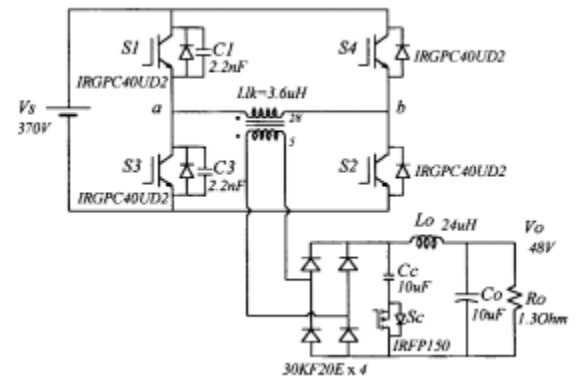 S1
C1
2.2nF
S4
IRGPC40UD2
IRGPC40UD2
Llk=3.6uH
Vs
370V
a
28
b
5
S3
C3
2.2nF
S2
IRGPC40UD2
IRGPC40UD2
Lo 24uH
Vo
48V
Cc
10uF
Co
10uF
Ro
1.3Ohm
Sc
IRFP150
30KF20E x 4